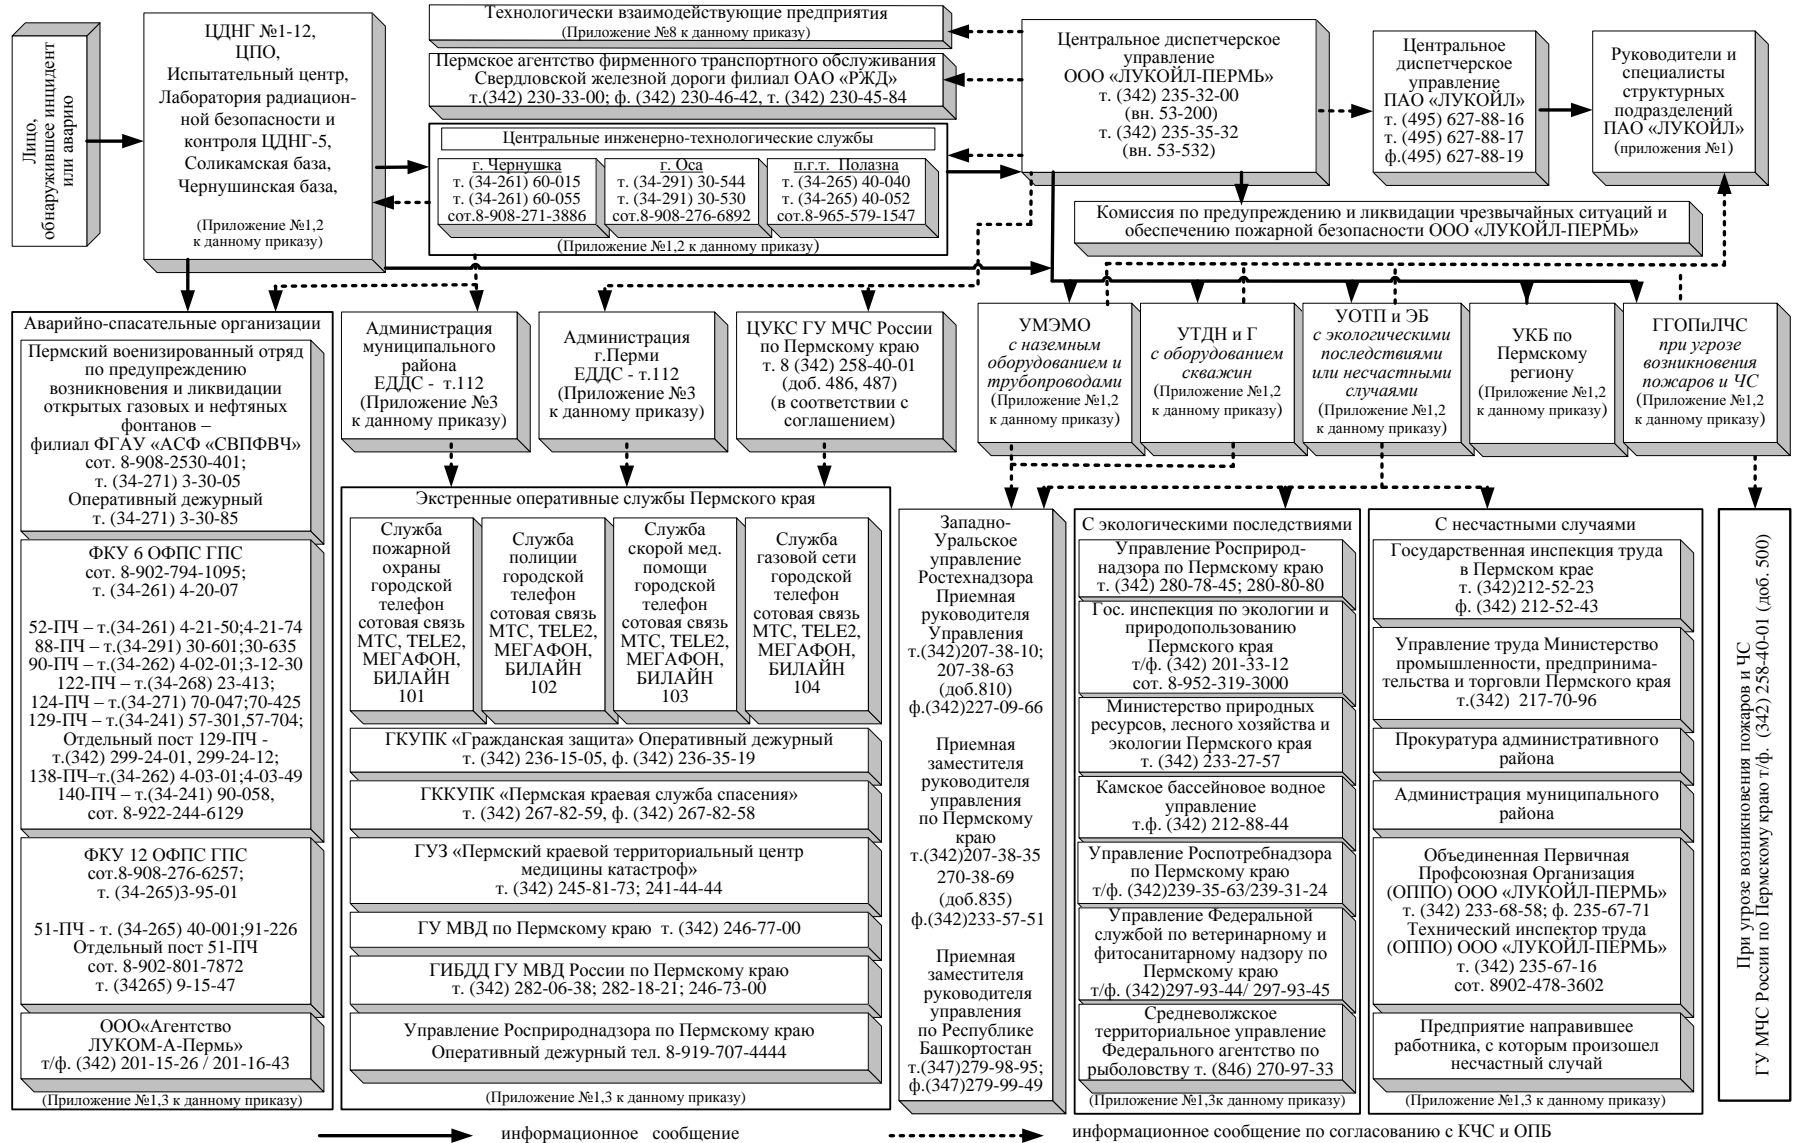 Лицо,
обнаружившее инцидент
или аварию
ЦДНГ №1-12,
ЦПО,
Испытательный центр,
Лаборатория радиацион-
ной безопасности и
контроля ЦДНГ-5,
Соликамская база,
Чернушинская база,
(Приложение №1,2
к данному приказу)
Технологически взаимодействующие предприятия
(Приложение №8 к данному приказу)
Пермское агентство фирменного транспортного обслуживания
Свердловской железной дороги филиал ОАО «РЖД»
т.(342) 230-33-00; ф. (342) 230-46-42, т. (342) 230-45-84
Центральные инженерно-технологические службы
г. Чернушка
т. (34-261) 60-015
т. (34-261) 60-055
сот.8-908-271-3886
г. Оса
т. (34-291) 30-544
т. (34-291) 30-530
сот.8-908-276-6892
п.г.т. Полазна
т. (34-265) 40-040
т. (34-265) 40-052
сот.8-965-579-1547
(Приложение №1,2 к данному приказу)
Центральное диспетчерское
управление
ООО «ЛУКОЙЛ-ПЕРМЬ»
т. (342) 235-32-00
(вн. 53-200)
т. (342) 235-35-32
(вн. 53-532)
Центральное
диспетчерское
управление
ПАО «ЛУКОЙЛ»
т. (495) 627-88-16
т. (495) 627-88-17
ф.(495) 627-88-19
Руководители и
специалисты
структурных
подразделений
ПАО «ЛУКОЙЛ»
(приложения №1)
Комиссия по предупреждению и ликвидации чрезвычайных ситуаций и
обеспечению пожарной безопасности ООО «ЛУКОЙЛ-ПЕРМЬ»
Аварийно-спасательные организации
Пермский военизированный отряд
по предупреждению
возникновения и ликвидации
открытых газовых и нефтяных
фонтанов –
филиал ФГАУ «АСФ «СВПФВЧ»
сот. 8-908-2530-401;
т. (34-271) 3-30-05
Оперативный дежурный
т. (34-271) 3-30-85
ФКУ 6 ОФПС ГПС
сот. 8-902-794-1095;
т. (34-261) 4-20-07
52-ПЧ – т.(34-261) 4-21-50;4-21-74
88-ПЧ – т.(34-291) 30-601;30-635
90-ПЧ – т.(34-262) 4-02-01;3-12-30
122-ПЧ – т.(34-268) 23-413;
124-ПЧ – т.(34-271) 70-047;70-425
129-ПЧ – т.(34-241) 57-301,57-704;
Отдельный пост 129-ПЧ -
т.(342) 299-24-01, 299-24-12;
138-ПЧ–т.(34-262) 4-03-01;4-03-49
140-ПЧ – т.(34-241) 90-058,
сот. 8-922-244-6129
ФКУ 12 ОФПС ГПС
сот.8-908-276-6257;
т. (34-265)3-95-01
51-ПЧ - т. (34-265) 40-001;91-226
Отдельный пост 51-ПЧ
сот. 8-902-801-7872
т. (34265) 9-15-47
ООО«Агентство
ЛУКОМ-А-Пермь»
т/ф. (342) 201-15-26 / 201-16-43
(Приложение №1,3 к данному приказу)
Администрация
муниципального
района
ЕДДС - т.112
(Приложение №3
к данному приказу)
Администрация
г.Перми
ЕДДС - т.112
(Приложение №3
к данному приказу)
ЦУКС ГУ МЧС России
по Пермскому краю
т. 8 (342) 258-40-01
(доб. 486, 487)
(в соответствии с
соглашением)
УМЭМО
с наземным
оборудованием и
трубопроводами
(Приложение №1,2
к данному приказу)
УТДН и Г
с оборудованием
скважин
(Приложение №1,2
к данному приказу)
УОТП и ЭБ
с экологическими
последствиями
или несчастными
случаями
(Приложение №1,2
к данному приказу)
УКБ по
Пермскому
региону
(Приложение №1,2
к данному приказу)
ГГОПиЛЧС
при угрозе
возникновения
пожаров и ЧС
(Приложение №1,2
к данному приказу)
Экстренные оперативные службы Пермского края
Служба
пожарной
охраны
городской
телефон
сотовая связь
МТС, TELE2,
МЕГАФОН,
БИЛАЙН
101
Служба
полиции
городской
телефон
сотовая связь
МТС, TELE2,
МЕГАФОН,
БИЛАЙН
102
Служба
скорой мед.
помощи
городской
телефон
сотовая связь
МТС, TELE2,
МЕГАФОН,
БИЛАЙН
103
Служба
газовой сети
городской
телефон
сотовая связь
МТС, TELE2,
МЕГАФОН,
БИЛАЙН
104
ГКУПК «Гражданская защита» Оперативный дежурный
т. (342) 236-15-05, ф. (342) 236-35-19
ГККУПК «Пермская краевая служба спасения»
т. (342) 267-82-59, ф. (342) 267-82-58
ГУЗ «Пермский краевой территориальный центр
медицины катастроф»
т. (342) 245-81-73; 241-44-44
ГУ МВД по Пермскому краю т. (342) 246-77-00
ГИБДД ГУ МВД России по Пермскому краю
т. (342) 282-06-38; 282-18-21; 246-73-00
Управление Росприроднадзора по Пермскому краю
Оперативный дежурный тел. 8-919-707-4444
(Приложение №1,3 к данному приказу)
Западно-
Уральское
управление
Ростехнадзора
Приемная
руководителя
Управления
т.(342)207-38-10;
207-38-63
(доб.810)
ф.(342)227-09-66
Приемная
заместителя
руководителя
управления
по Пермскому
краю
т.(342)207-38-35
270-38-69
(доб.835)
ф.(342)233-57-51
Приемная
заместителя
руководителя
управления
по Республике
Башкортостан
т.(347)279-98-95;
ф.(347)279-99-49
С экологическими последствиями
Управление Росприрод-
надзора по Пермскому краю
т. (342) 280-78-45; 280-80-80
Гос. инспекция по экологии и
природопользованию
Пермского края
т/ф. (342) 201-33-12
сот. 8-952-319-3000
Министерство природных
ресурсов, лесного хозяйства и
экологии Пермского края
т. (342) 233-27-57
Камское бассейновое водное
управление
т.ф. (342) 212-88-44
Управление Роспотребнадзора
по Пермскому краю
т/ф. (342)239-35-63/239-31-24
Управление Федеральной
службой по ветеринарному и
фитосанитарному надзору по
Пермскому краю
т/ф. (342)297-93-44/ 297-93-45
Средневолжское
территориальное управление
Федерального агентство по
рыболовству т. (846) 270-97-33
(Приложение №1,3к данному приказу)
С несчастными случаями
Государственная инспекция труда
в Пермском крае
т. (342)212-52-23
ф. (342) 212-52-43
Управление труда Министерство
промышленности, предпринима-
тельства и торговли Пермского края
т.(342) 217-70-96
Прокуратура административного
района
Администрация муниципального
района
Объединенная Первичная
Профсоюзная Организация
(ОППО) ООО «ЛУКОЙЛ-ПЕРМЬ»
т. (342) 233-68-58; ф. 235-67-71
Технический инспектор труда
(ОППО) ООО «ЛУКОЙЛ-ПЕРМЬ»
т. (342) 235-67-16
сот. 8902-478-3602
Предприятие направившее
работника, с которым произошел
несчастный случай
(Приложение №1,3 к данному приказу)
При угрозе возникновения пожаров и ЧС
ГУ МЧС России по Пермскому краю т/ф. (342) 258-40-01 (доб. 500)
информационное сообщение
информационное сообщение по согласованию с КЧС и ОПБ